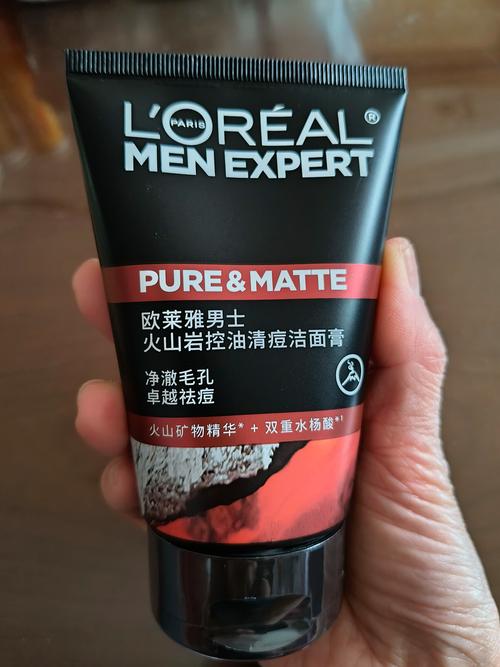 L'ORÉAL®
PARIS
MEN EXPERT
PURE & MATTE
欧莱雅男士
火山岩控油清痘洁面膏
净澈毛孔
卓越祛痘
火山矿物精华* + 双重水杨酸*¹